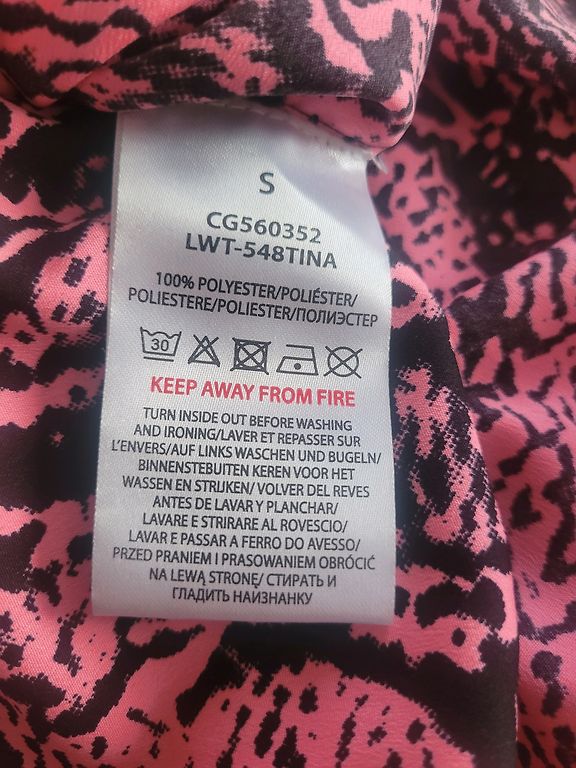 S
CG560352
LWT-548TINA
100% POLYESTER/POLIÉSTER/
POLIESTERE/POLIESTER/ПОЛИЭСТЕР
30
KEEP AWAY FROM FIRE
TURN INSIDE OUT BEFORE WASHING
AND IRONING/LAVER ET REPASSER SUR
L'ENVERS/AUF LINKS WASCHEN UND BUGELN/
BINNENSTEBUITEN KEREN VOOR HET
WASSEN EN STRIJKEN/ VOLVER DEL REVES
ANTES DE LAVAR Y PLANCHAR/
LAVARE E STIRARE AL ROVESCIO/
LAVAR E PASSAR A FERRO DO AVESSO/
PRZED PRANIEM I PRASOWANIEM OBRÓCIĆ
NA LEWĄ STRONĘ/ СТИРАТЬ И
ГЛАДИТЬ НАИЗНАНКУ